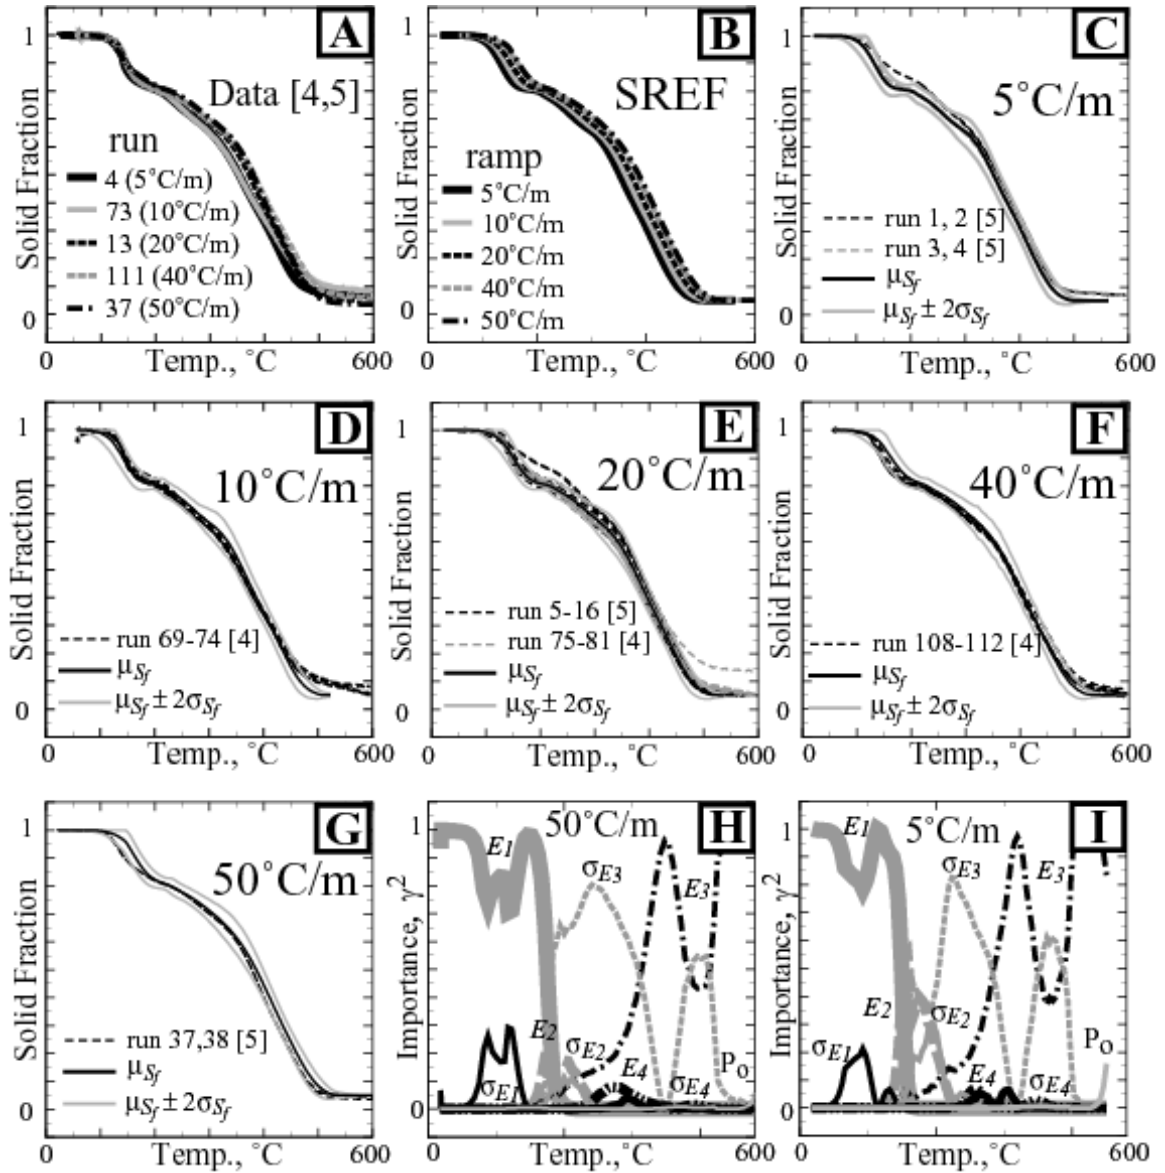 A
Data [4,5]
run
4 (5°C/m)
73 (10°C/m)
13 (20°C/m)
111 (40°C/m)
37 (50°C/m)
Solid Fraction
1
0
0
Temp., °C
600
B
SREF
ramp
5°C/m
10°C/m
20°C/m
40°C/m
50°C/m
Solid Fraction
1
0
0
Temp., °C
600
C
5°C/m
run 1, 2 [5]
run 3, 4 [5]
μSf
μSf ± 2σSf
Solid Fraction
1
0
0
Temp., °C
600
D
10°C/m
run 69-74 [4]
μSf
μSf ± 2σSf
Solid Fraction
1
0
0
Temp., °C
600
E
20°C/m
run 5-16 [5]
run 75-81 [4]
μSf
μSf ± 2σSf
Solid Fraction
1
0
0
Temp., °C
600
F
40°C/m
run 108-112 [4]
μSf
μSf ± 2σSf
Solid Fraction
1
0
0
Temp., °C
600
G
50°C/m
run 37,38 [5]
μSf
μSf ± 2σSf
Solid Fraction
1
0
0
Temp., °C
600
H
50°C/m
E1
σE3
E3
E2
σE2
E4
Po
σE1
σE4
Importance, γ²
1
0
0
Temp., °C
600
I
5°C/m
E1
σE3
E3
E2
σE2
σE1
E4
σE4
Po
Importance, γ²
1
0
0
Temp., °C
600